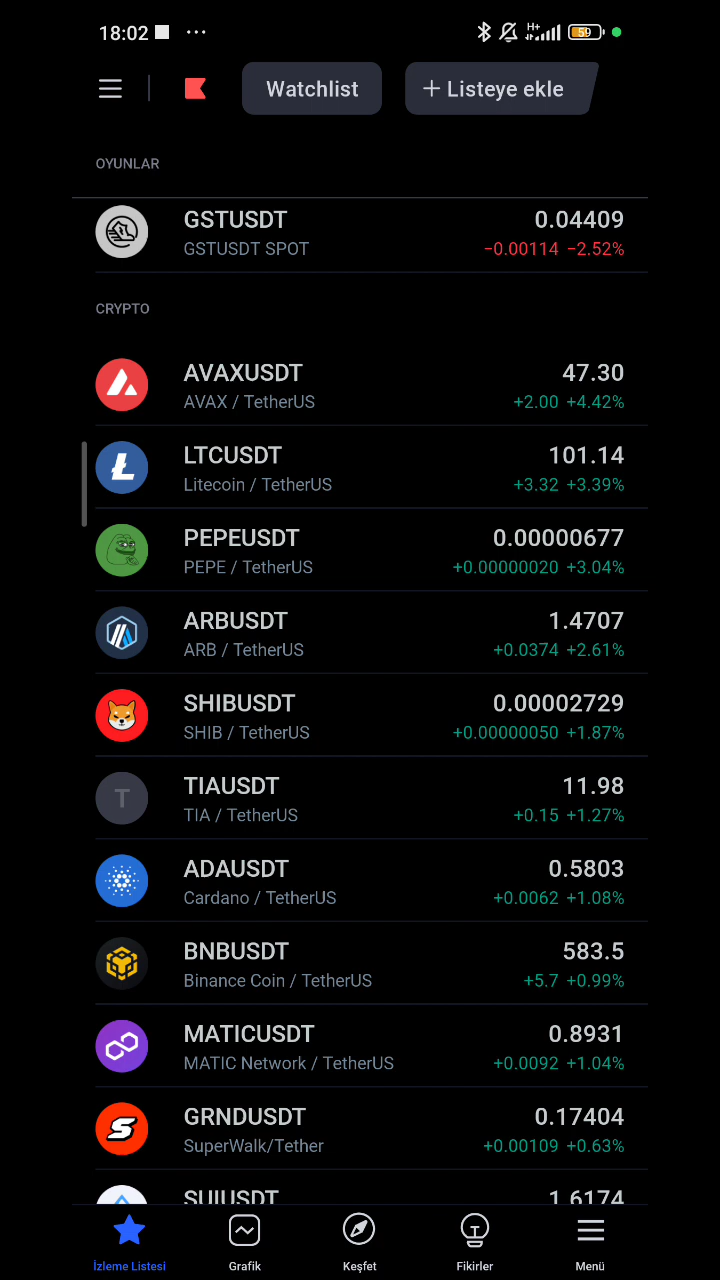 18:02
H+
59
Watchlist
+ Listeye ekle
OYUNLAR
GSTUSDT 0.04409
GSTUSDT SPOT −0.00114 −2.52%
CRYPTO
AVAXUSDT 47.30
AVAX / TetherUS +2.00 +4.42%
LTCUSDT 101.14
Litecoin / TetherUS +3.32 +3.39%
PEPEUSDT 0.00000677
PEPE / TetherUS +0.00000020 +3.04%
ARBUSDT 1.4707
ARB / TetherUS +0.0374 +2.61%
SHIBUSDT 0.00002729
SHIB / TetherUS +0.00000050 +1.87%
T
TIAUSDT 11.98
TIA / TetherUS +0.15 +1.27%
ADAUSDT 0.5803
Cardano / TetherUS +0.0062 +1.08%
BNBUSDT 583.5
Binance Coin / TetherUS +5.7 +0.99%
MATICUSDT 0.8931
MATIC Network / TetherUS +0.0092 +1.04%
GRNDUSDT 0.17404
SuperWalk/Tether +0.00109 +0.63%
SUIUSDT 1.6174
İzleme Listesi
Grafik
Keşfet
Fikirler
Menü